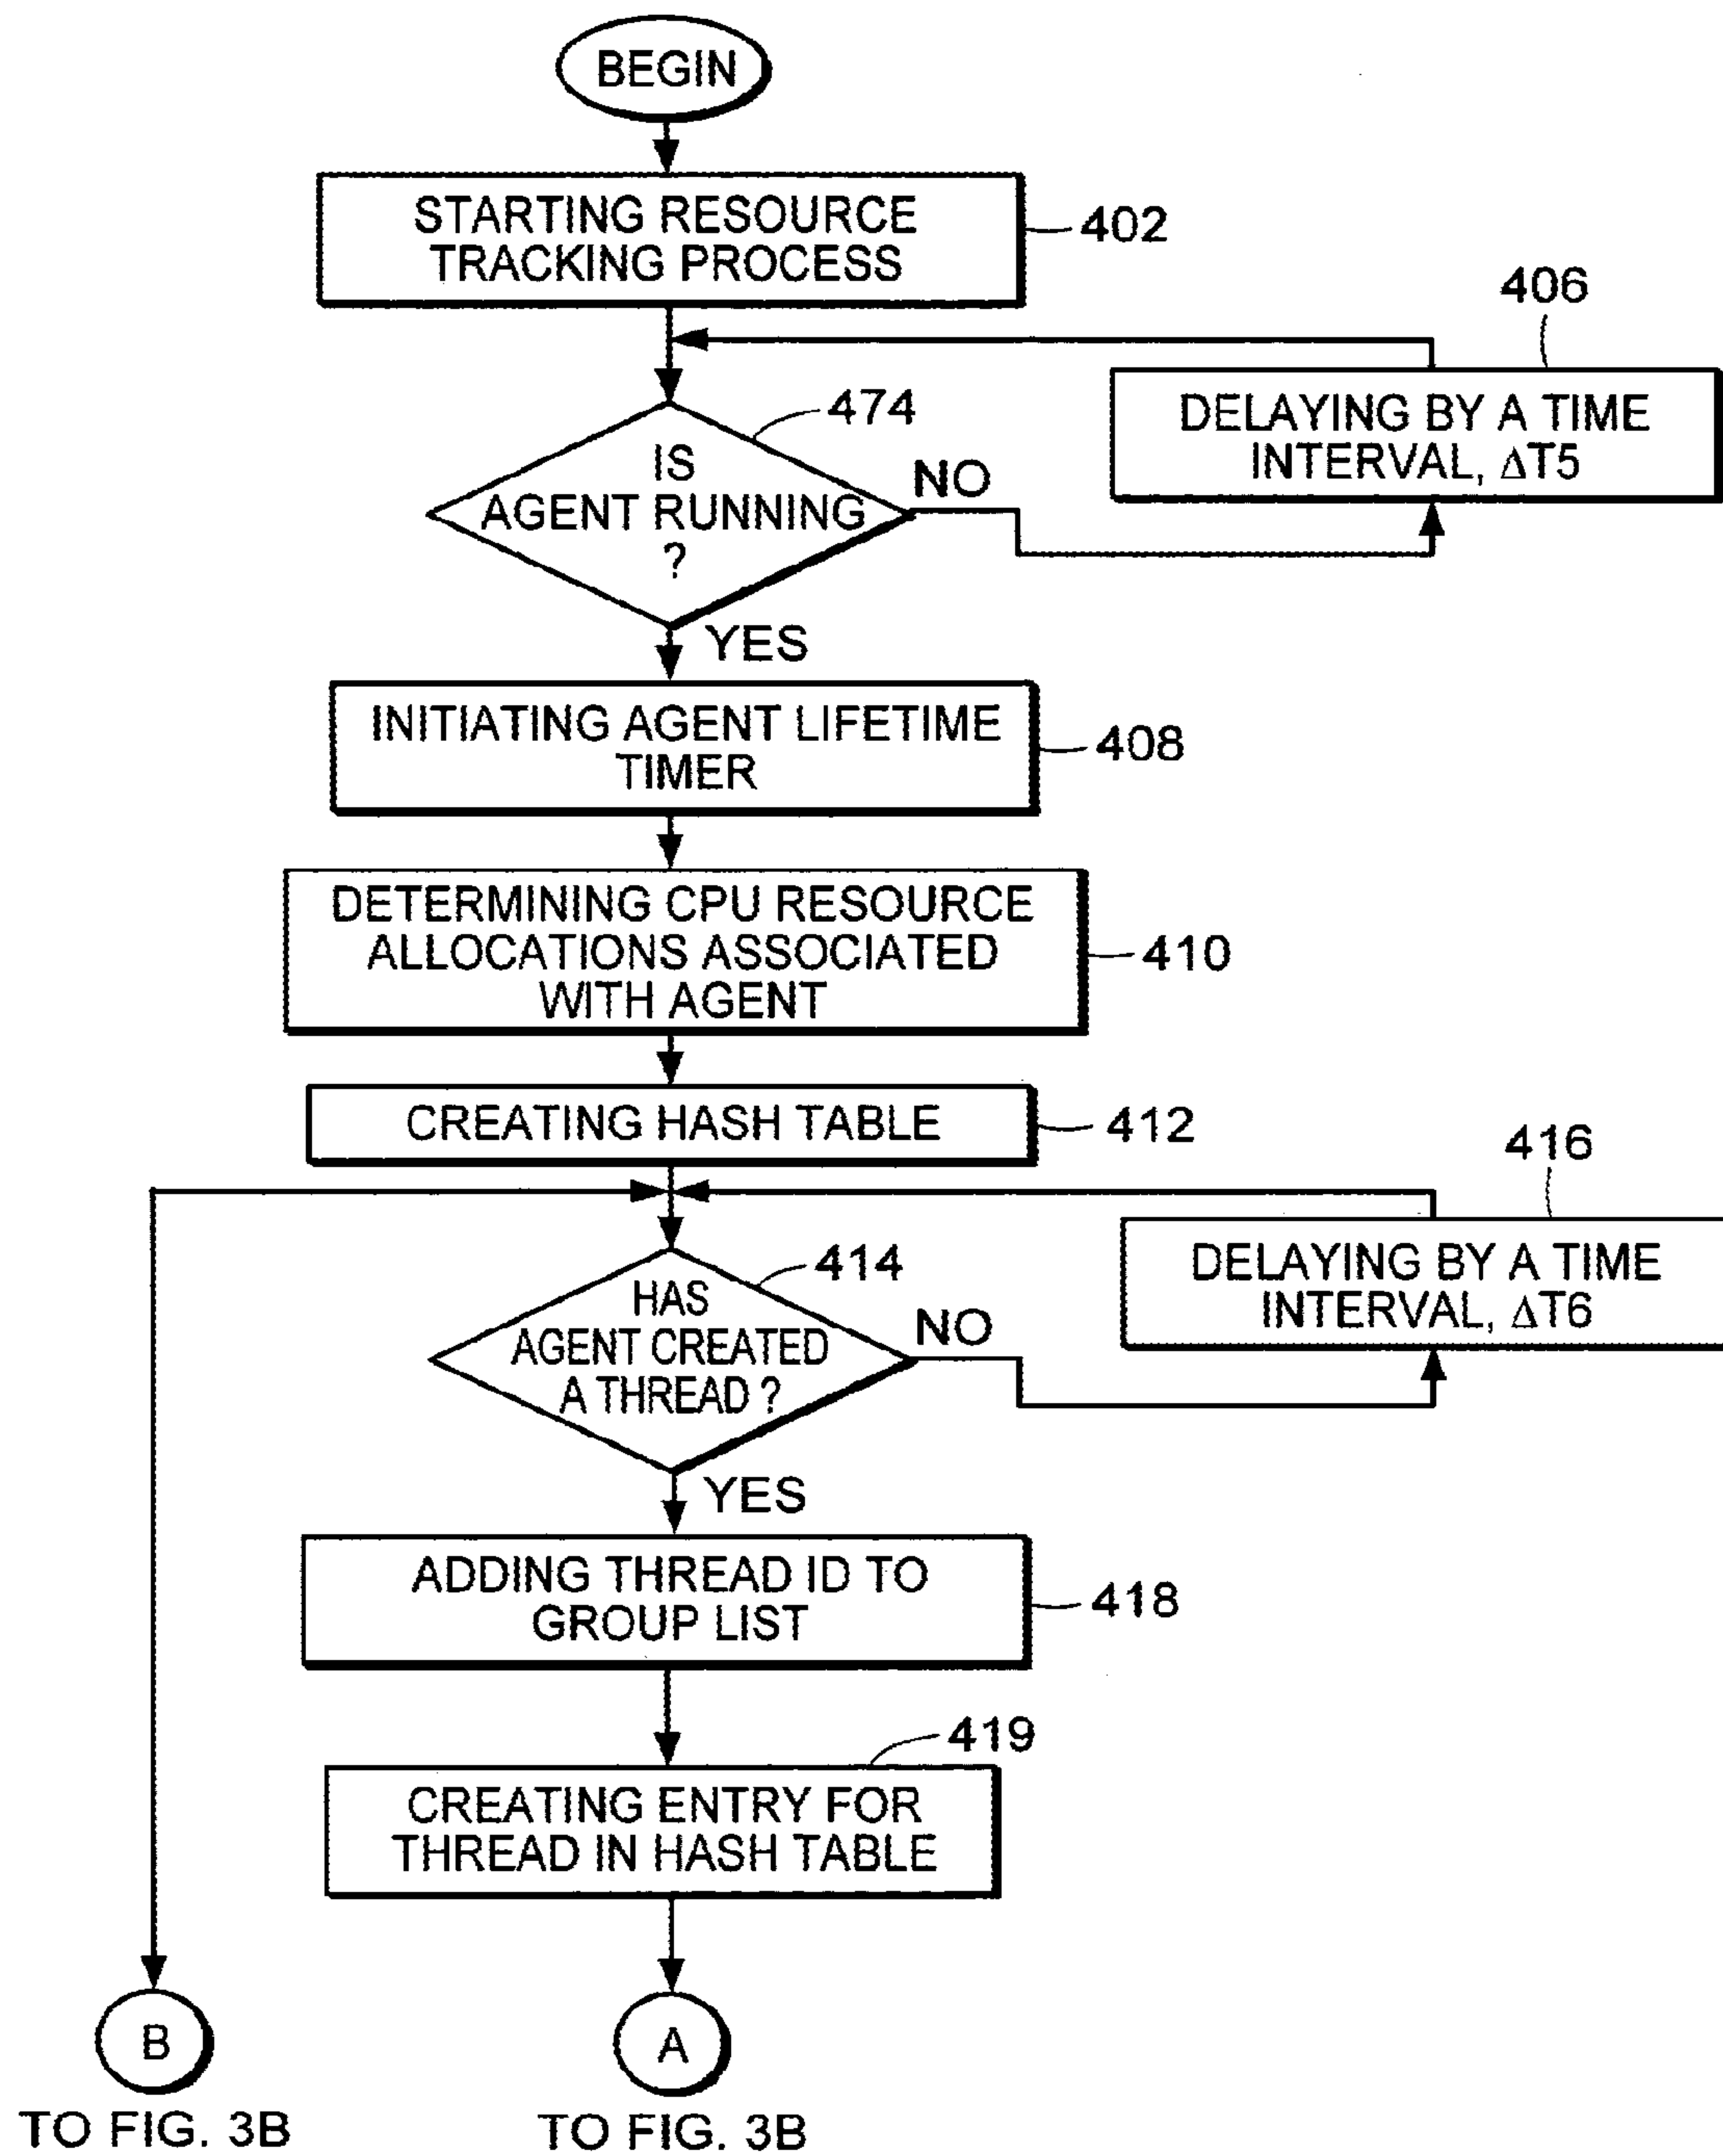 BEGIN
STARTING RESOURCE
TRACKING PROCESS
402
406
DELAYING BY A TIME
INTERVAL, ΔT5
474
IS
AGENT RUNNING
?
NO
YES
INITIATING AGENT LIFETIME
TIMER
408
DETERMINING CPU RESOURCE
ALLOCATIONS ASSOCIATED
WITH AGENT
410
CREATING HASH TABLE
412
416
DELAYING BY A TIME
INTERVAL, ΔT6
414
HAS
AGENT CREATED
A THREAD ?
NO
YES
ADDING THREAD ID TO
GROUP LIST
418
419
CREATING ENTRY FOR
THREAD IN HASH TABLE
B
TO FIG. 3B
A
TO FIG. 3B